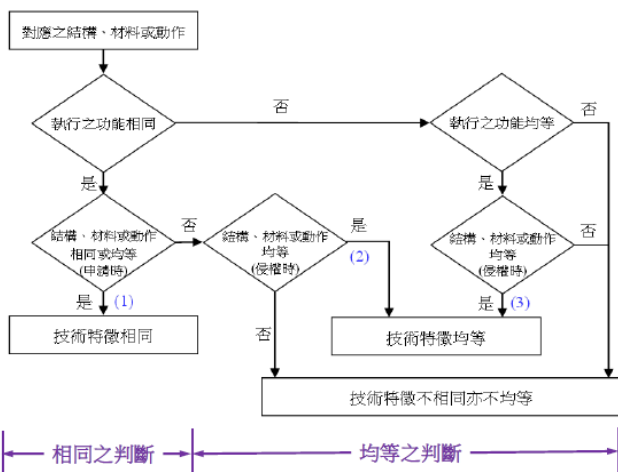 對應之結構、材料或動作
執行之功能相同
否
執行之功能均等
否
是
是
結構、材料或動作
相同或均等
(申請時)
否
結構、材料或動作
均等
(侵權時)
是
(2)
結構、材料或動作
均等
(侵權時)
否
是
(1)
否
是
(3)
技術特徵相同
技術特徵均等
技術特徵不相同亦不均等
相同之判斷
均等之判斷